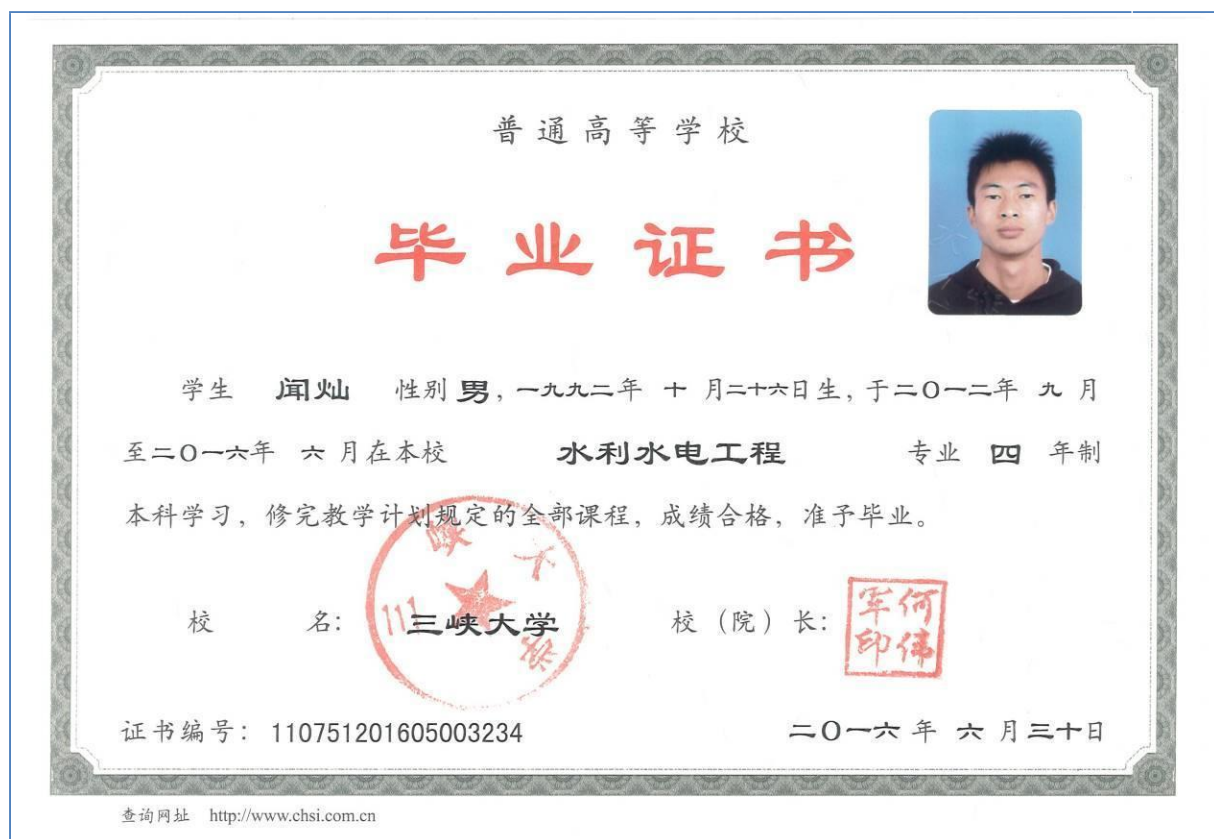 普通高等学校
毕业证书
学生 闻灿 性别 男, 一九九二年 十 月二十六日生, 于二O一二年 九 月
至二O一六年 六 月在本校 水利水电工程 专业 四 年制
本科学习, 修完教学计划规定的全部课程, 成绩合格, 准予毕业。
校 名: 三峡大学 校（院）长: 何伟军印
三峡大学
证书编号: 110751201605003234 二O一六 年 六 月三十日
查询网址 http://www.chsi.com.cn